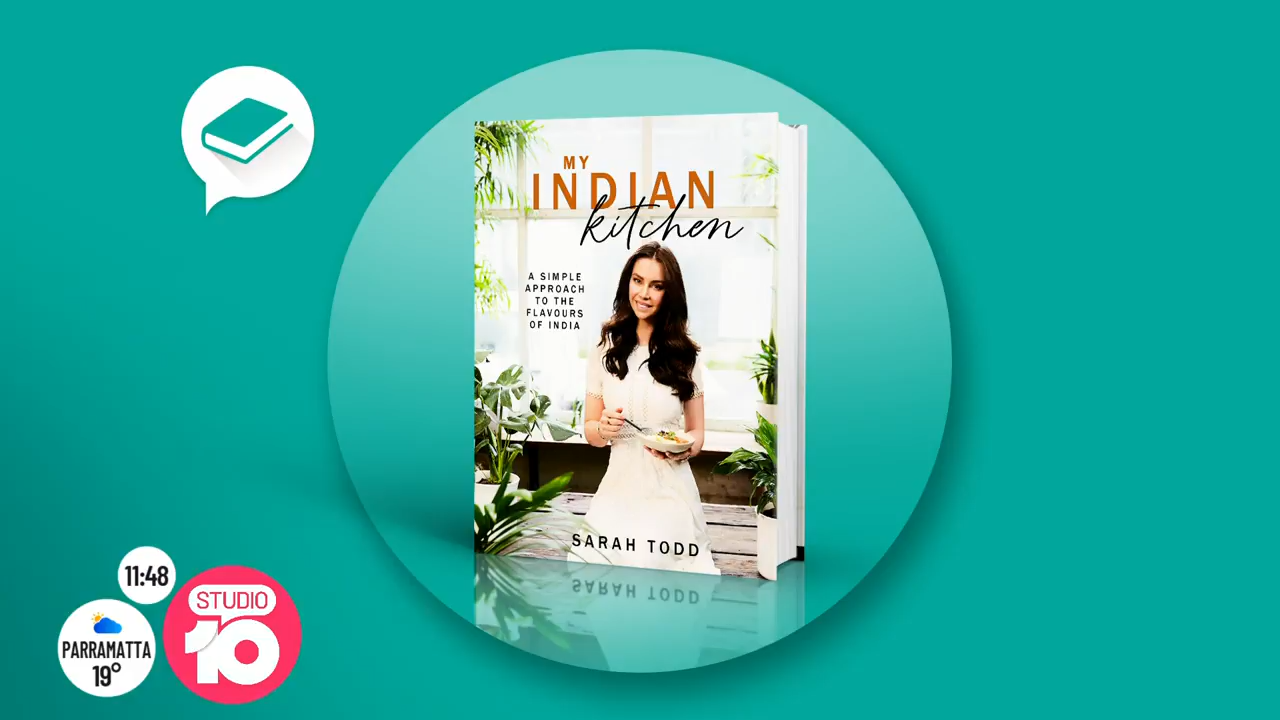 MY
INDIAN
kitchen
A SIMPLE
APPROACH
TO THE
FLAVOURS
OF INDIA
SARAH TODD
SARAH TODD
11:48
STUDIO
10
PARRAMATTA
19°